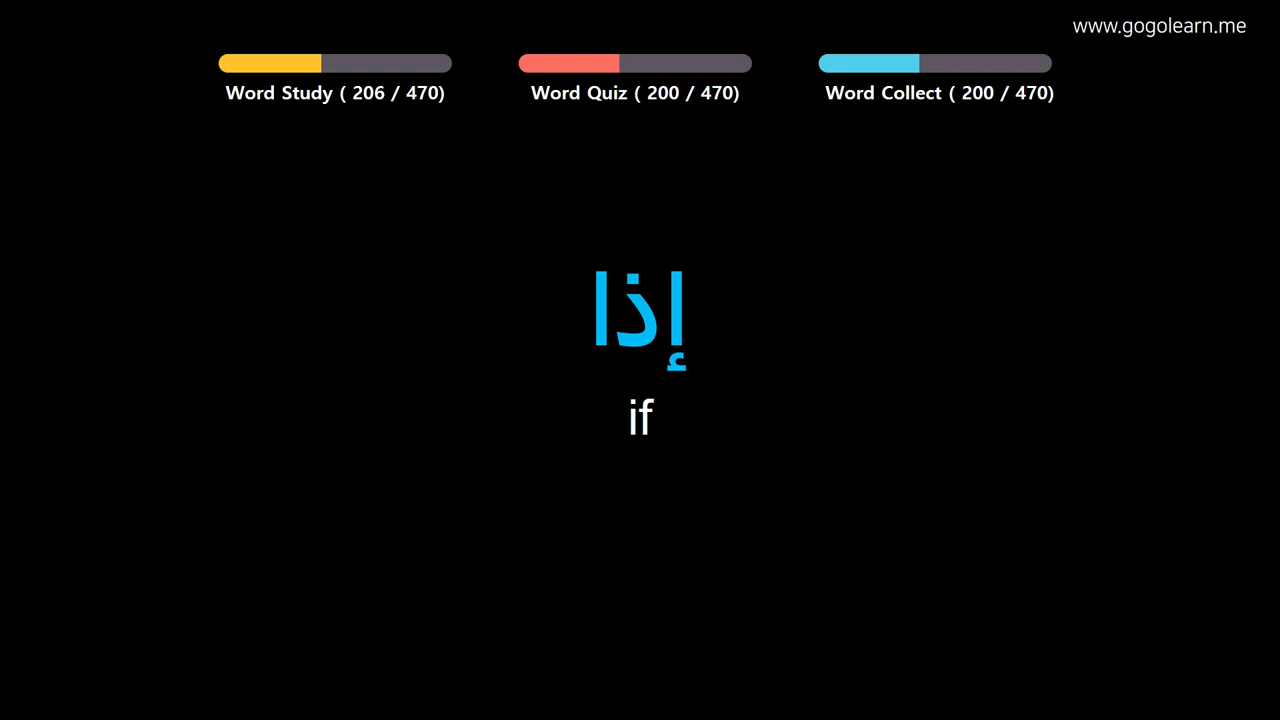 www.gogolearn.me
Word Study ( 206 / 470)
Word Quiz ( 200 / 470)
Word Collect ( 200 / 470)
إذا
if